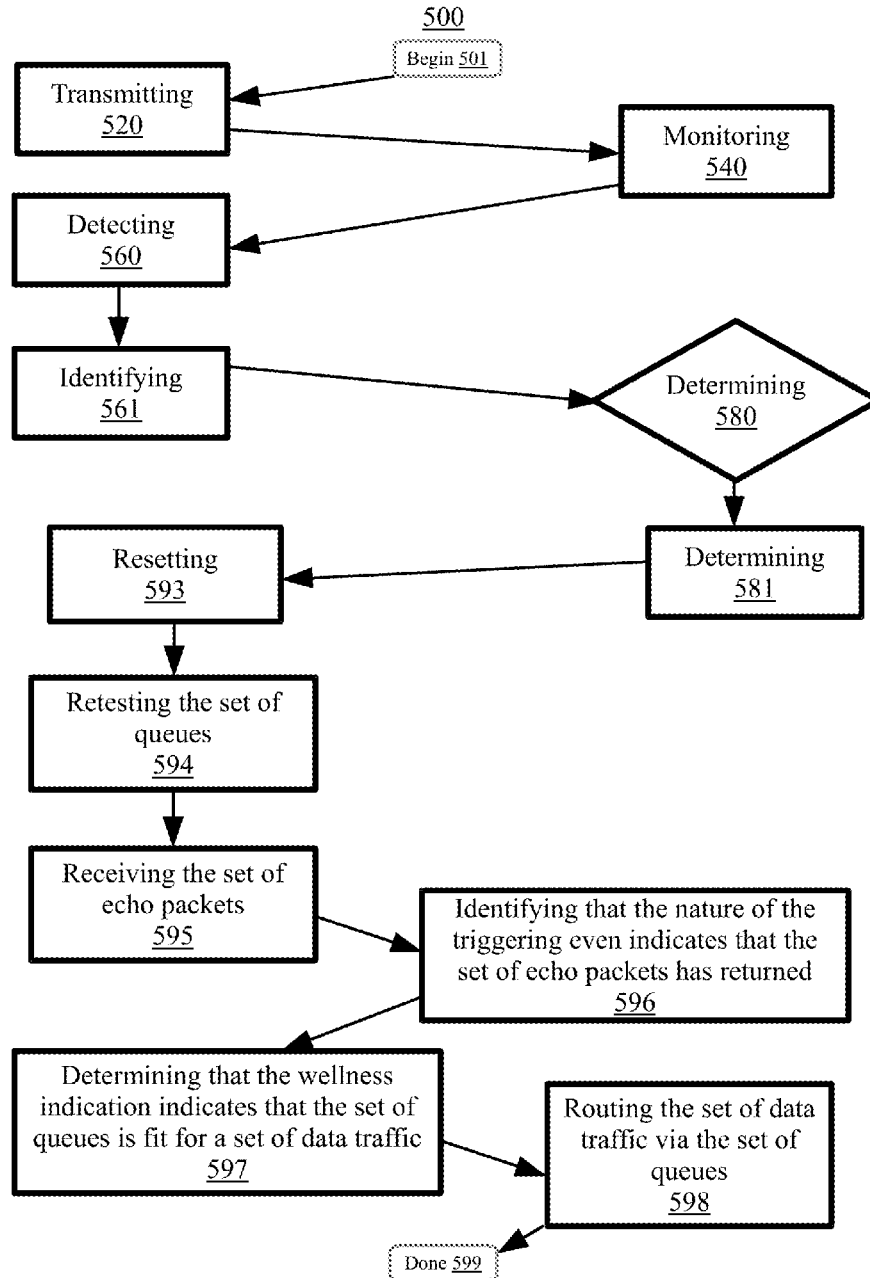 500
Begin 501
Transmitting
520
Monitoring
540
Detecting
560
Identifying
561
Determining
580
Determining
581
Resetting
593
Retesting the set of
queues
594
Receiving the set of
echo packets
595
Identifying that the nature of the
triggering even indicates that the
set of echo packets has returned
596
Determining that the wellness
indication indicates that the set of
queues is fit for a set of data traffic
597
Routing the set of data
traffic via the set of
queues
598
Done 599